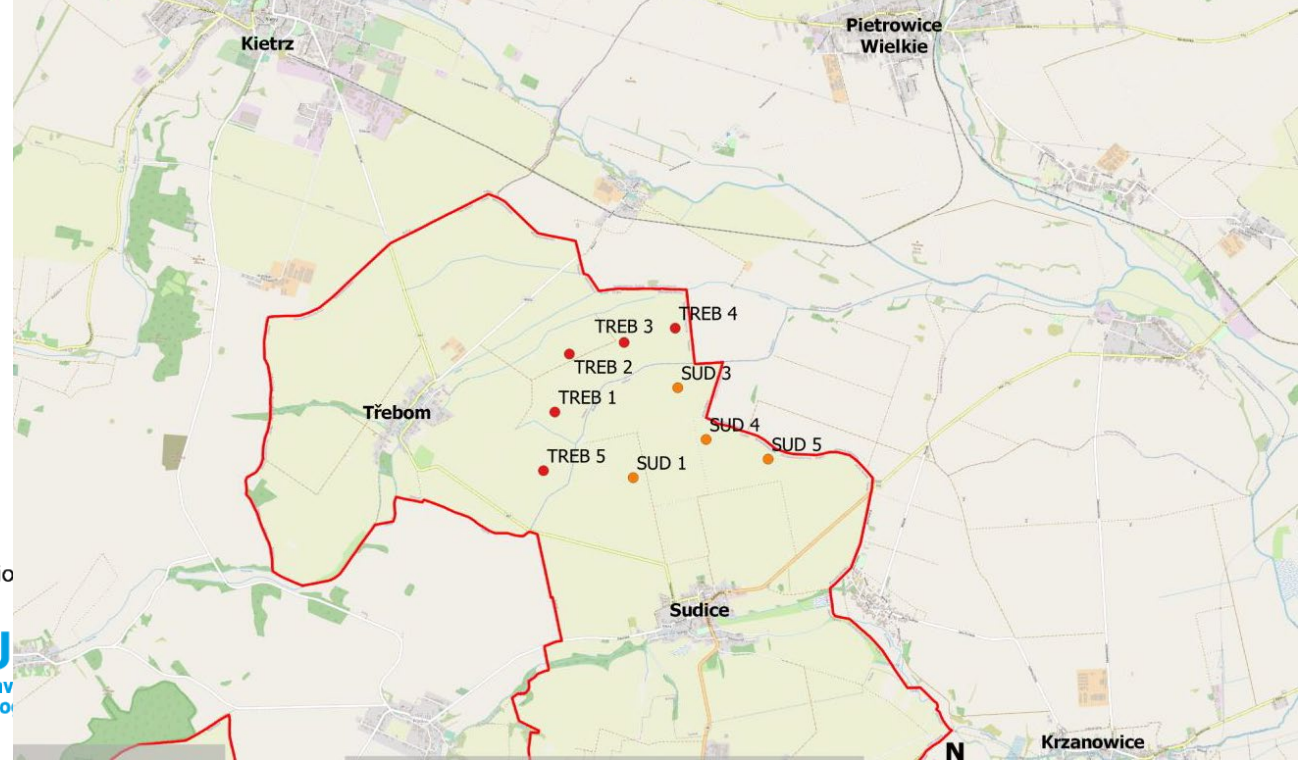 Pietrowice
Wielkie
Kietrz
TREB 4
TREB 3
TREB 2
SUD 3
TREB 1
Třebom
SUD 4
SUD 5
TREB 5
SUD 1
Sudice
Krzanowice
N